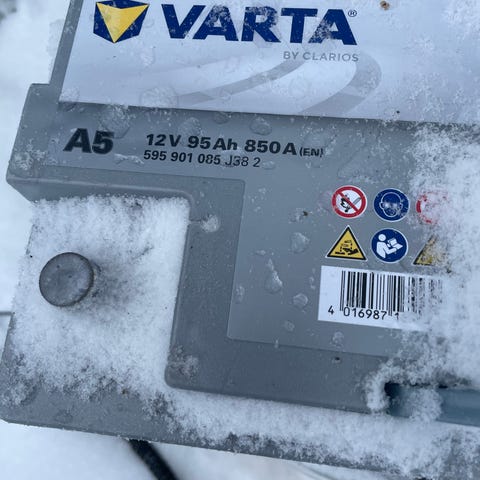 VARTA®
BY CLARIOS
A5 12V 95Ah 850A (EN)
595 901 085 J38 2
4 016987 1